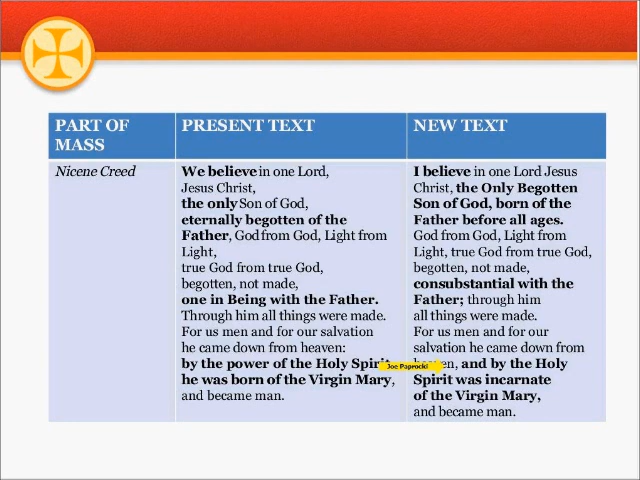 PART OF
MASS
PRESENT TEXT
NEW TEXT
Nicene Creed
We believe in one Lord,
Jesus Christ,
the only Son of God,
eternally begotten of the
Father, God from God, Light from
Light,
true God from true God,
begotten, not made,
one in Being with the Father.
Through him all things were made.
For us men and for our salvation
he came down from heaven:
by the power of the Holy Spirit
he was born of the Virgin Mary,
and became man.
I believe in one Lord Jesus
Christ, the Only Begotten
Son of God, born of the
Father before all ages.
God from God, Light from
Light, true God from true God,
begotten, not made,
consubstantial with the
Father; through him
all things were made.
For us men and for our
salvation he came down from
and by the Holy
Spirit was incarnate
of the Virgin Mary,
and became man.
Joe Paprocki